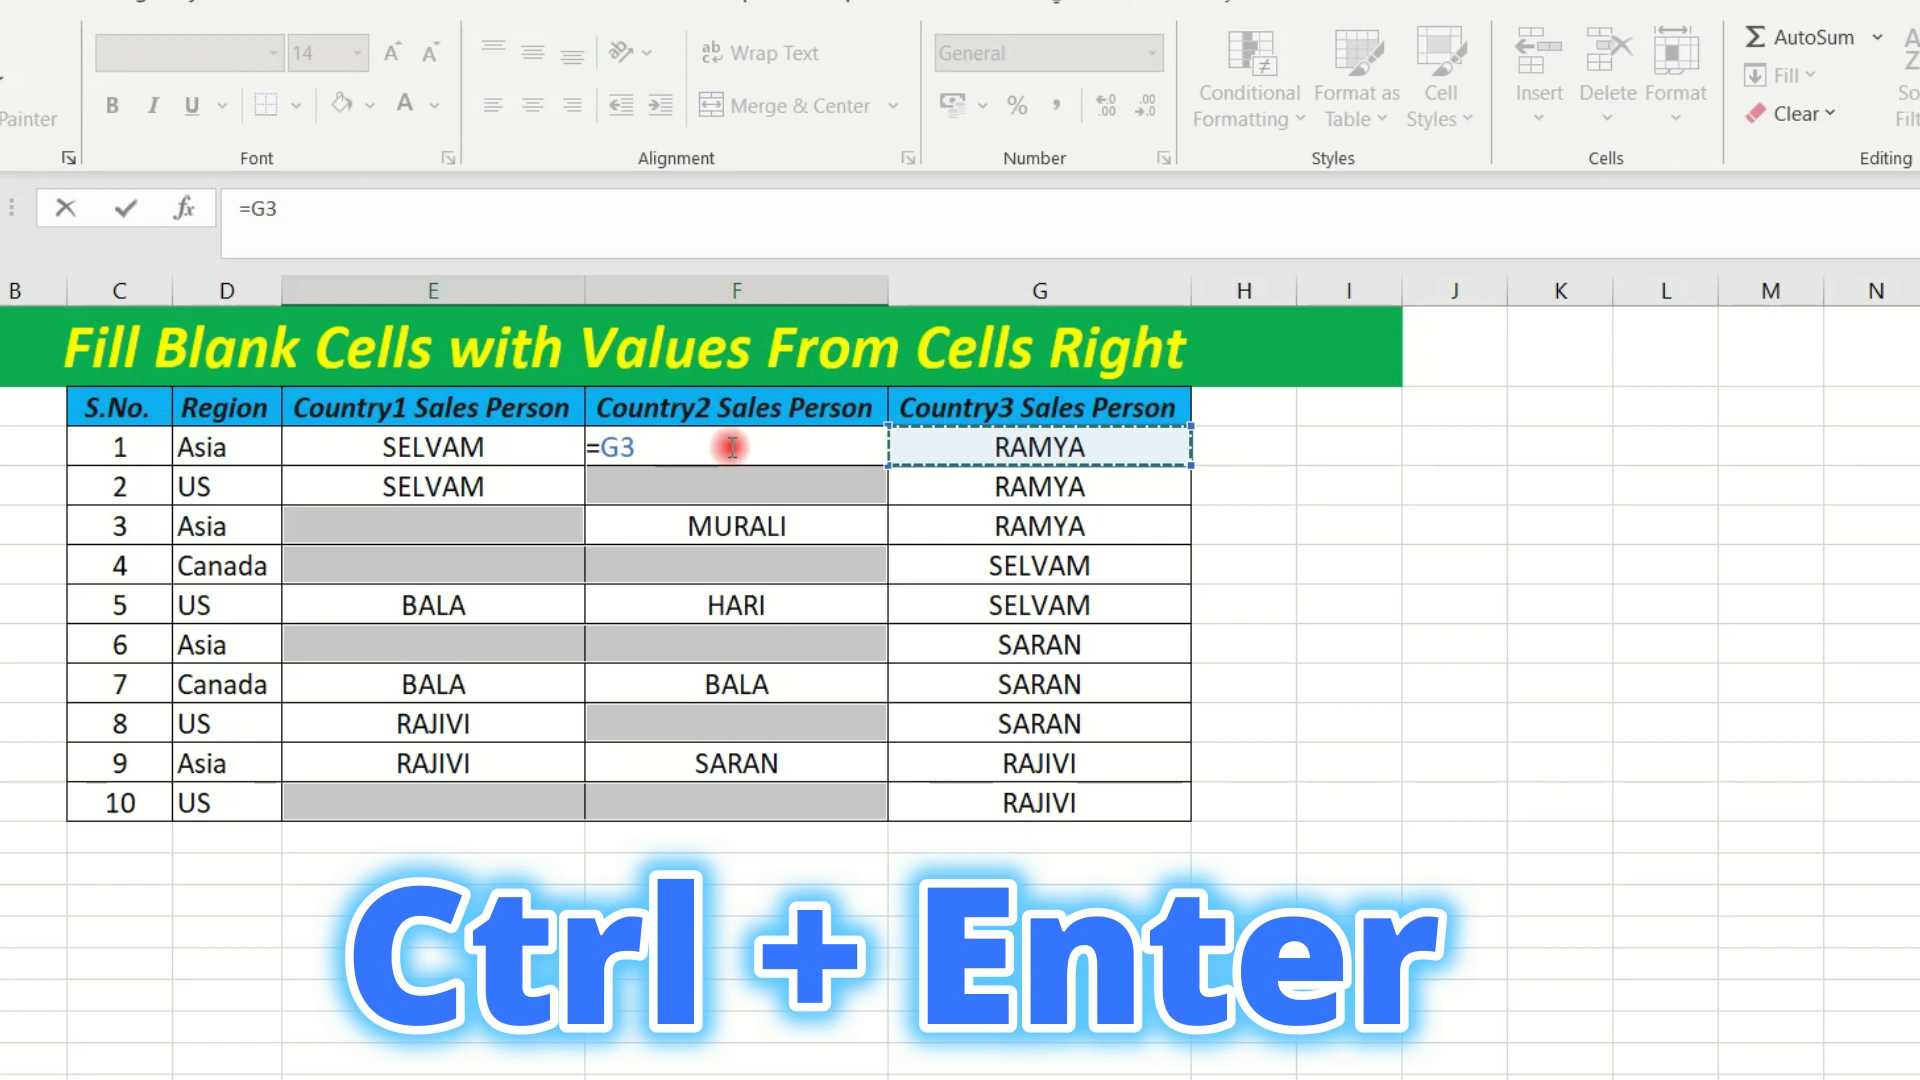 14 A A ab Wrap Text General AutoSum
Conditional Formatting Format as Table Cell Styles Insert Delete Format Fill
Painter B I U A Merge & Center % Clear
Font Alignment Number Styles Cells Editing
fx =G3
B C D E F G H I J K L M N
Fill Blank Cells with Values From Cells Right
S.No. Region Country1 Sales Person Country2 Sales Person Country3 Sales Person
1 Asia SELVAM =G3 RAMYA
2 US SELVAM RAMYA
3 Asia MURALI RAMYA
4 Canada SELVAM
5 US BALA HARI SELVAM
6 Asia SARAN
7 Canada BALA BALA SARAN
8 US RAJIVI SARAN
9 Asia RAJIVI SARAN RAJIVI
10 US RAJIVI
Ctrl + Enter